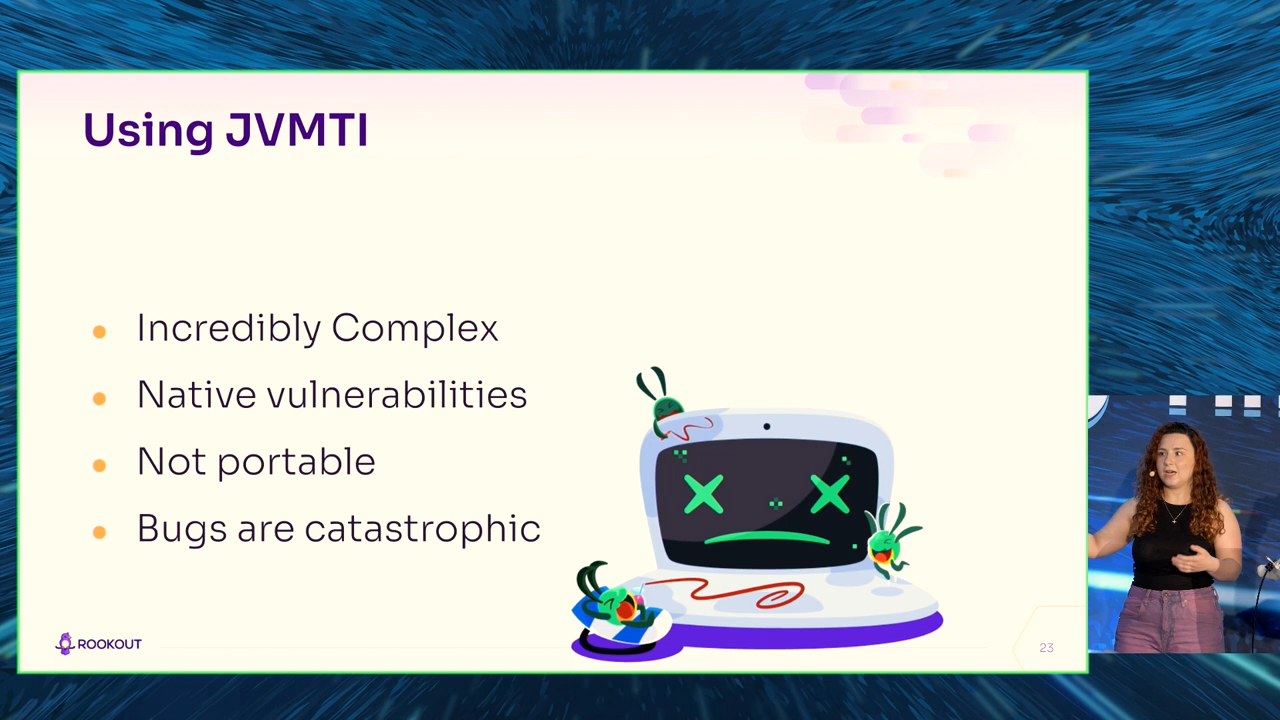 Using JVMTI
Incredibly Complex
Native vulnerabilities
Not portable
Bugs are catastrophic
ROOKOUT
23